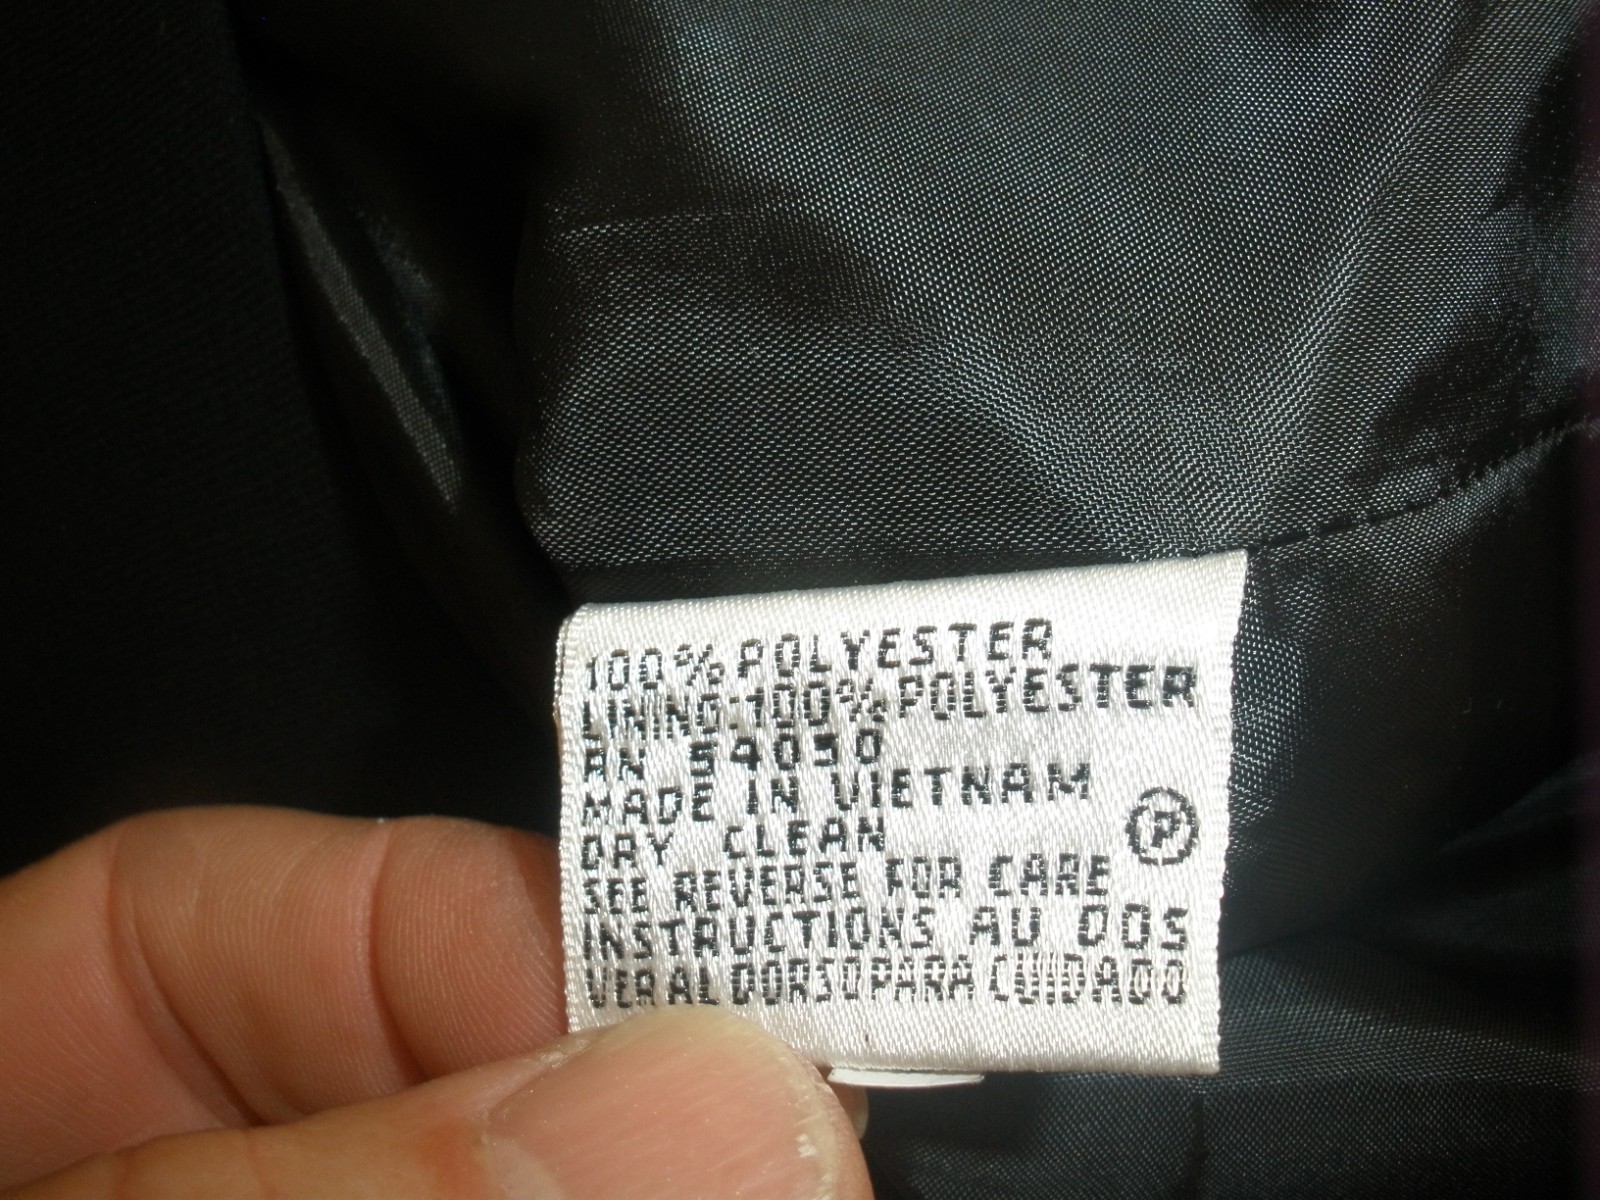 100% POLYESTER
LINING:100% POLYESTER
RN 54050
MADE IN VIETNAM
DRY CLEAN
P
SEE REVERSE FOR CARE
INSTRUCTIONS AU DOS
VER AL DORSO PARA CUIDADO